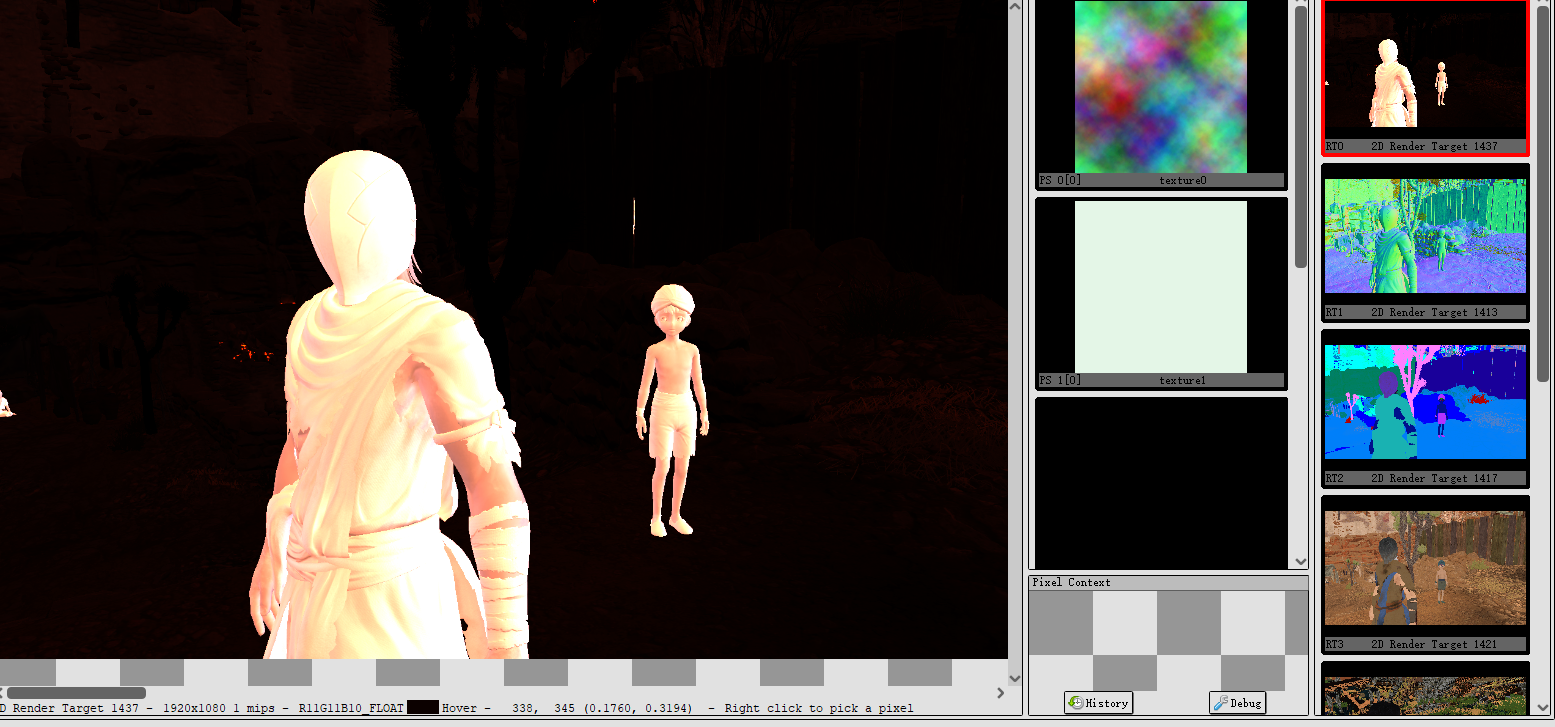 PS 0[0] texture0
PS 1[0] texture1
Pixel Context
History Debug
RT0 2D Render Target 1437
RT1 2D Render Target 1413
RT2 2D Render Target 1417
RT3 2D Render Target 1421
D Render Target 1437 - 1920x1080 1 mips - R11G11B10_FLOAT Hover - 338, 345 (0.1760, 0.3194) - Right click to pick a pixel